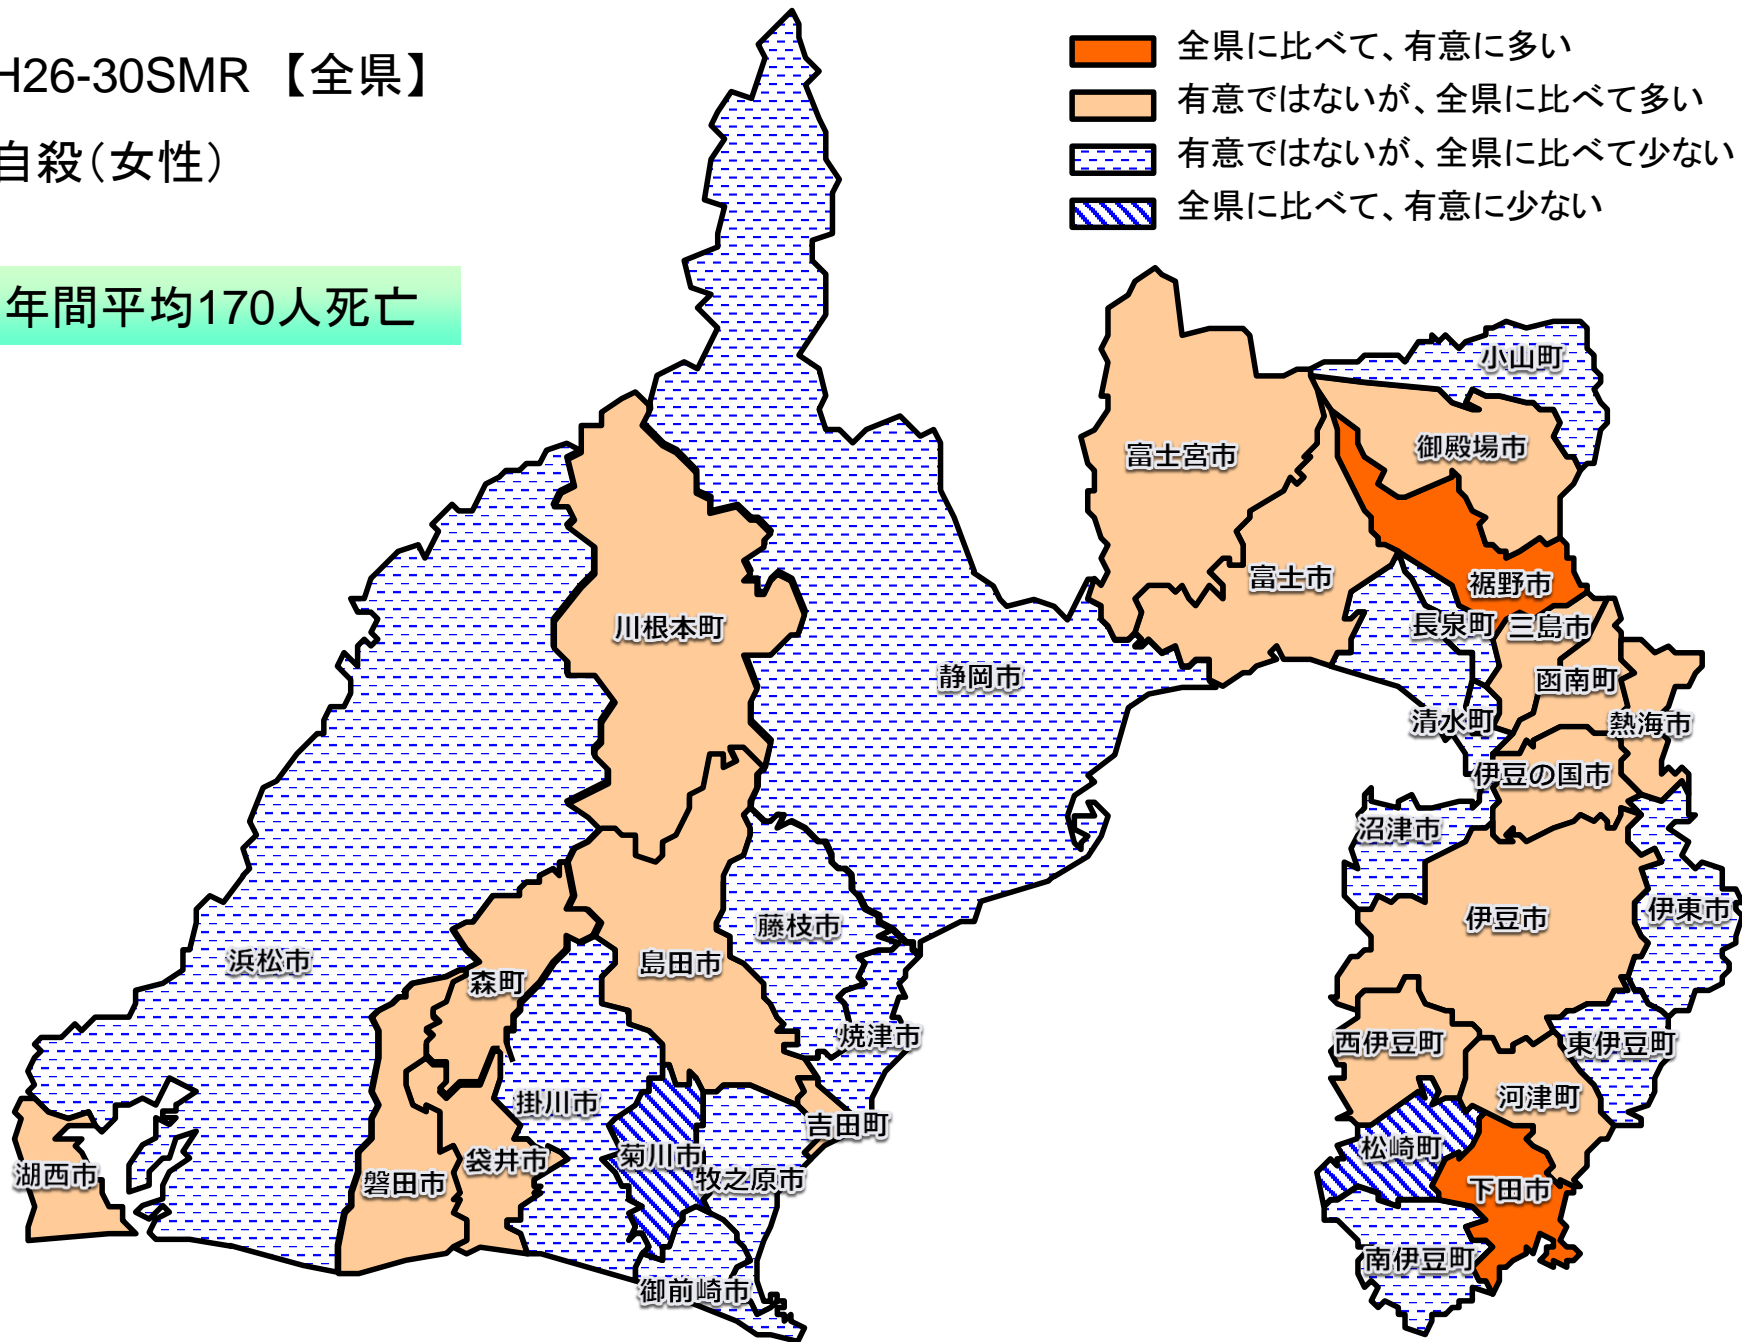 H26-30SMR 【全県】
自殺（女性）
年間平均170人死亡
全県に比べて、有意に多い
有意ではないが、全県に比べて多い
有意ではないが、全県に比べて少ない
全県に比べて、有意に少ない
小山町
御殿場市
富士宮市
富士市
裾野市
長泉町
三島市
川根本町
静岡市
函南町
清水町
熱海市
伊豆の国市
沼津市
伊東市
伊豆市
藤枝市
島田市
浜松市
森町
焼津市
西伊豆町
東伊豆町
河津町
掛川市
吉田町
菊川市
松崎町
袋井市
湖西市
磐田市
牧之原市
下田市
南伊豆町
御前崎市